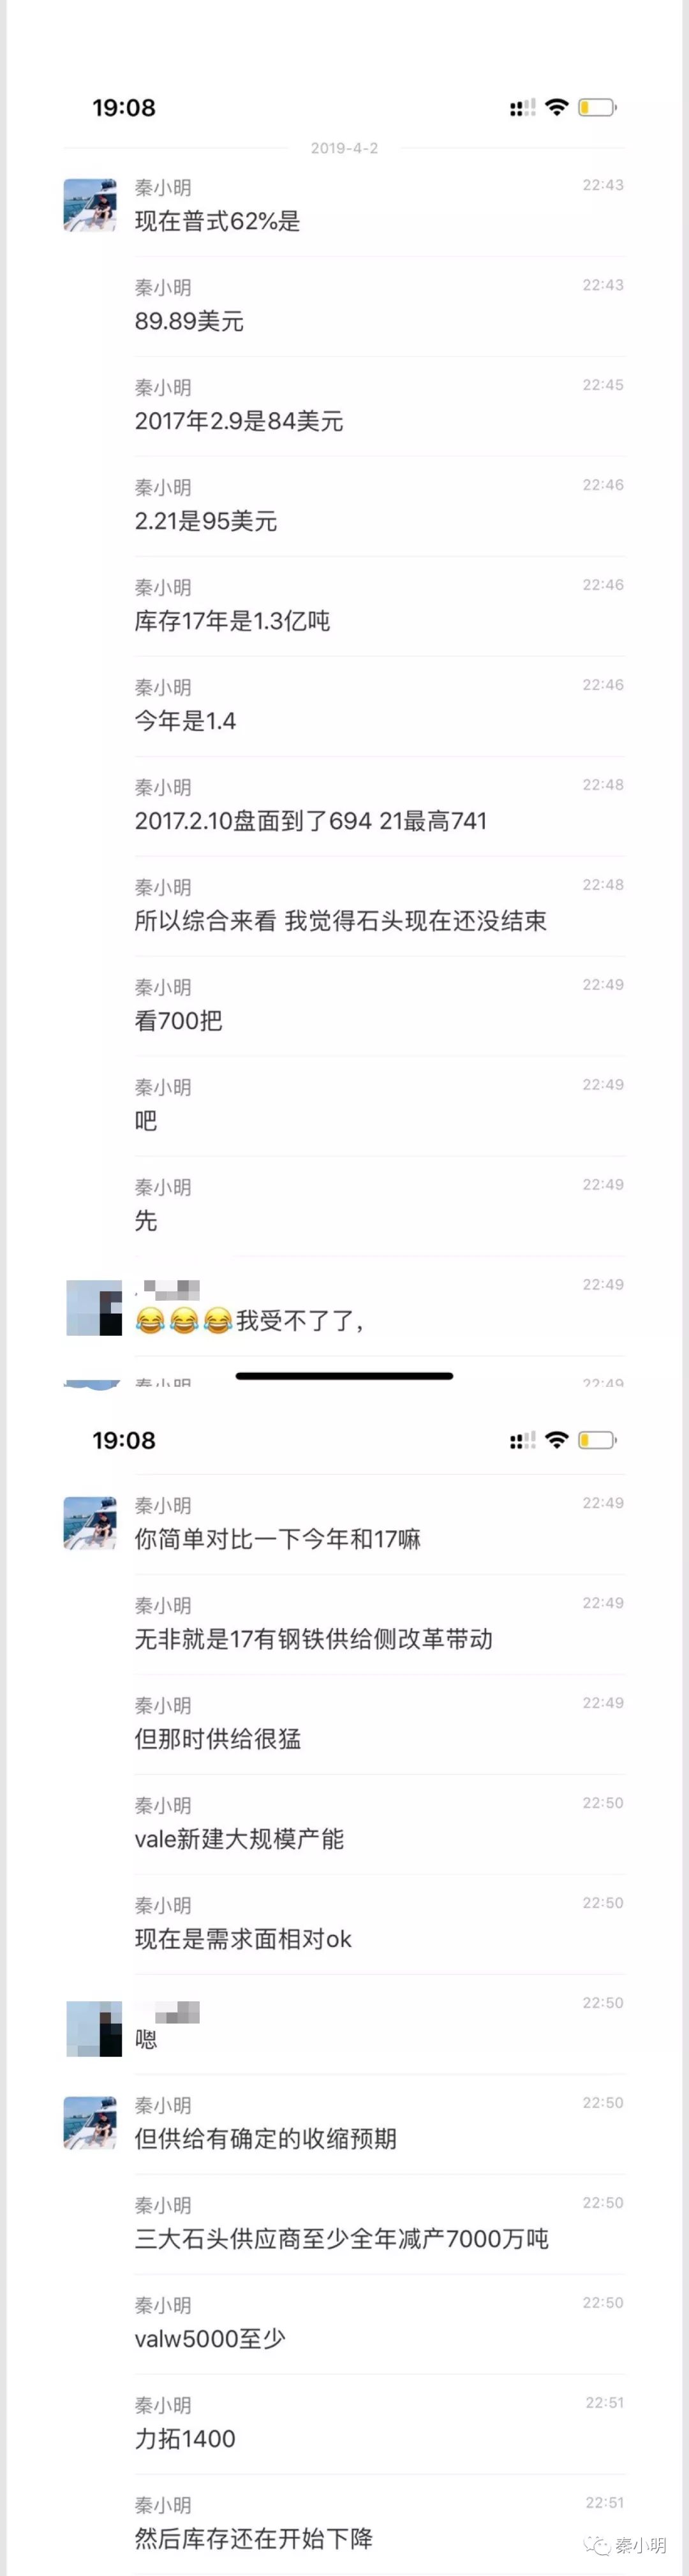 19:08
2019-4-2
秦小明
22:43
现在普式62%是
秦小明
22:43
89.89美元
秦小明
22:45
2017年2.9是84美元
秦小明
22:46
2.21是95美元
秦小明
22:46
库存17年是1.3亿吨
秦小明
22:46
今年是1.4
秦小明
22:48
2017.2.10盘面到了694 21最高741
秦小明
22:48
所以综合来看 我觉得石头现在还没结束
秦小明
22:49
看700把
秦小明
22:49
吧
秦小明
22:49
先
22:49
😂😂😂我受不了了，
秦小明
22:49
19:08
秦小明
22:49
你简单对比一下今年和17嘛
秦小明
22:49
无非就是17有钢铁供给侧改革带动
秦小明
22:49
但那时供给很猛
秦小明
22:50
vale新建大规模产能
秦小明
22:50
现在是需求面相对ok
22:50
嗯
秦小明
22:50
但供给有确定的收缩预期
秦小明
22:50
三大石头供应商至少全年减产7000万吨
秦小明
22:50
valw5000至少
秦小明
22:51
力拓1400
秦小明
22:51
然后库存还在开始下降
秦小明